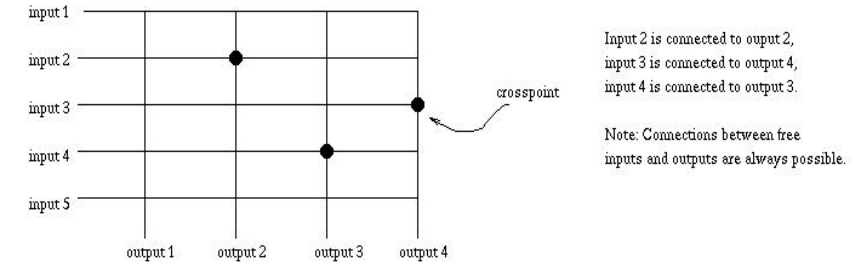 input 1
input 2
input 3
input 4
input 5
output 1
output 2
output 3
output 4
crosspoint
Input 2 is connected to ouput 2,
input 3 is connected to output 4,
input 4 is connected to output 3.
Note: Connections between free
inputs and outputs are always possible.